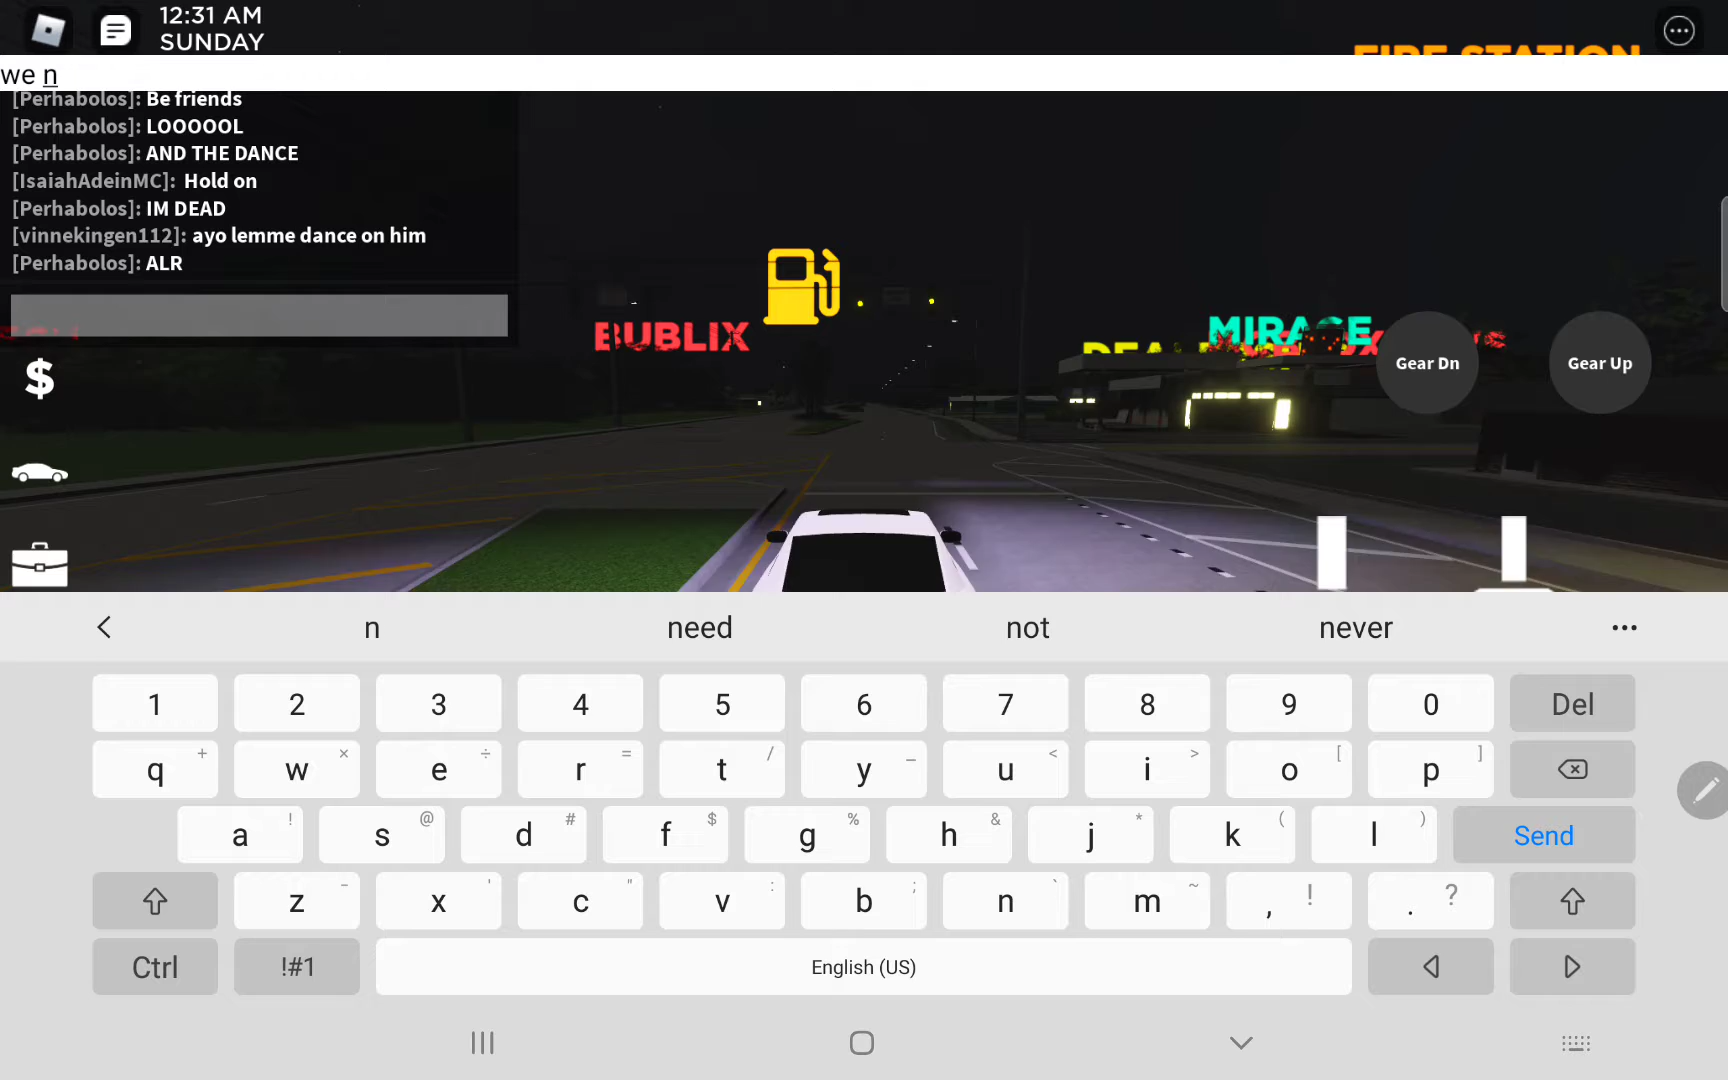 12:31 AM
SUNDAY
FIRE STATION
we n
[Perhabolos]: Be friends
[Perhabolos]: LOOOOOL
[Perhabolos]: AND THE DANCE
[IsaiahAdeinMC]: Hold on
[Perhabolos]: IM DEAD
[vinnekingen112]: ayo lemme dance on him
[Perhabolos]: ALR
BUBLIX
MIRAGE
$
Gear Dn
Gear Up
n need not never
1 2 3 4 5 6 7 8 9 0 Del
q + w × e ÷ r = t / y _ u < i > o [ p ]
a ! s @ d # f $ g % h & j * k ( l ) Send
z - x ' c " v : b ; n ` m ~ , ! . ?
Ctrl !#1 English (US)